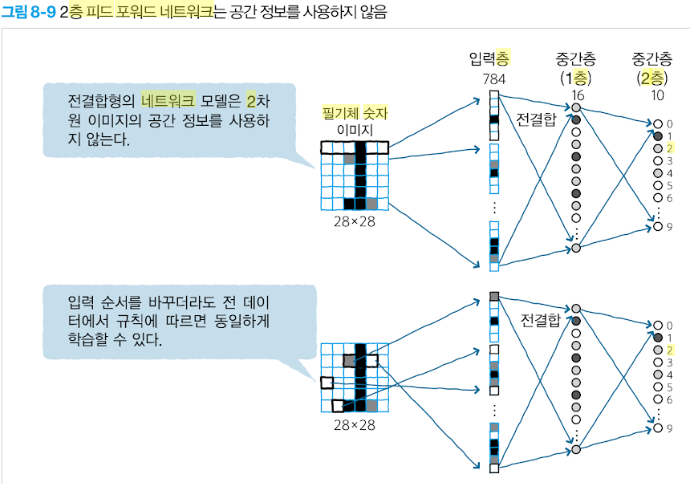 그림 8-9 2층 피드 포워드 네트워크는 공간 정보를 사용하지 않음
전결합형의 네트워크 모델은 2차
원 이미지의 공간 정보를 사용하
지 않는다.
필기체 숫자
이미지
28×28
입력층
784
중간층
(1층)
16
중간층
(2층)
10
전결합
0
1
2
3
4
5
6
9
입력 순서를 바꾸더라도 전 데이
터에서 규칙에 따르면 동일하게
학습할 수 있다.
28×28
전결합
0
1
2
3
4
5
6
9